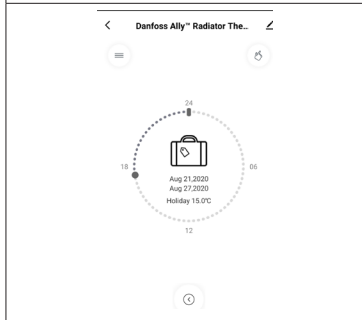 Danfoss Ally™ Radiator The..
24
18
06
Aug 21,2020
Aug 27,2020
Holiday 15.0°C
12